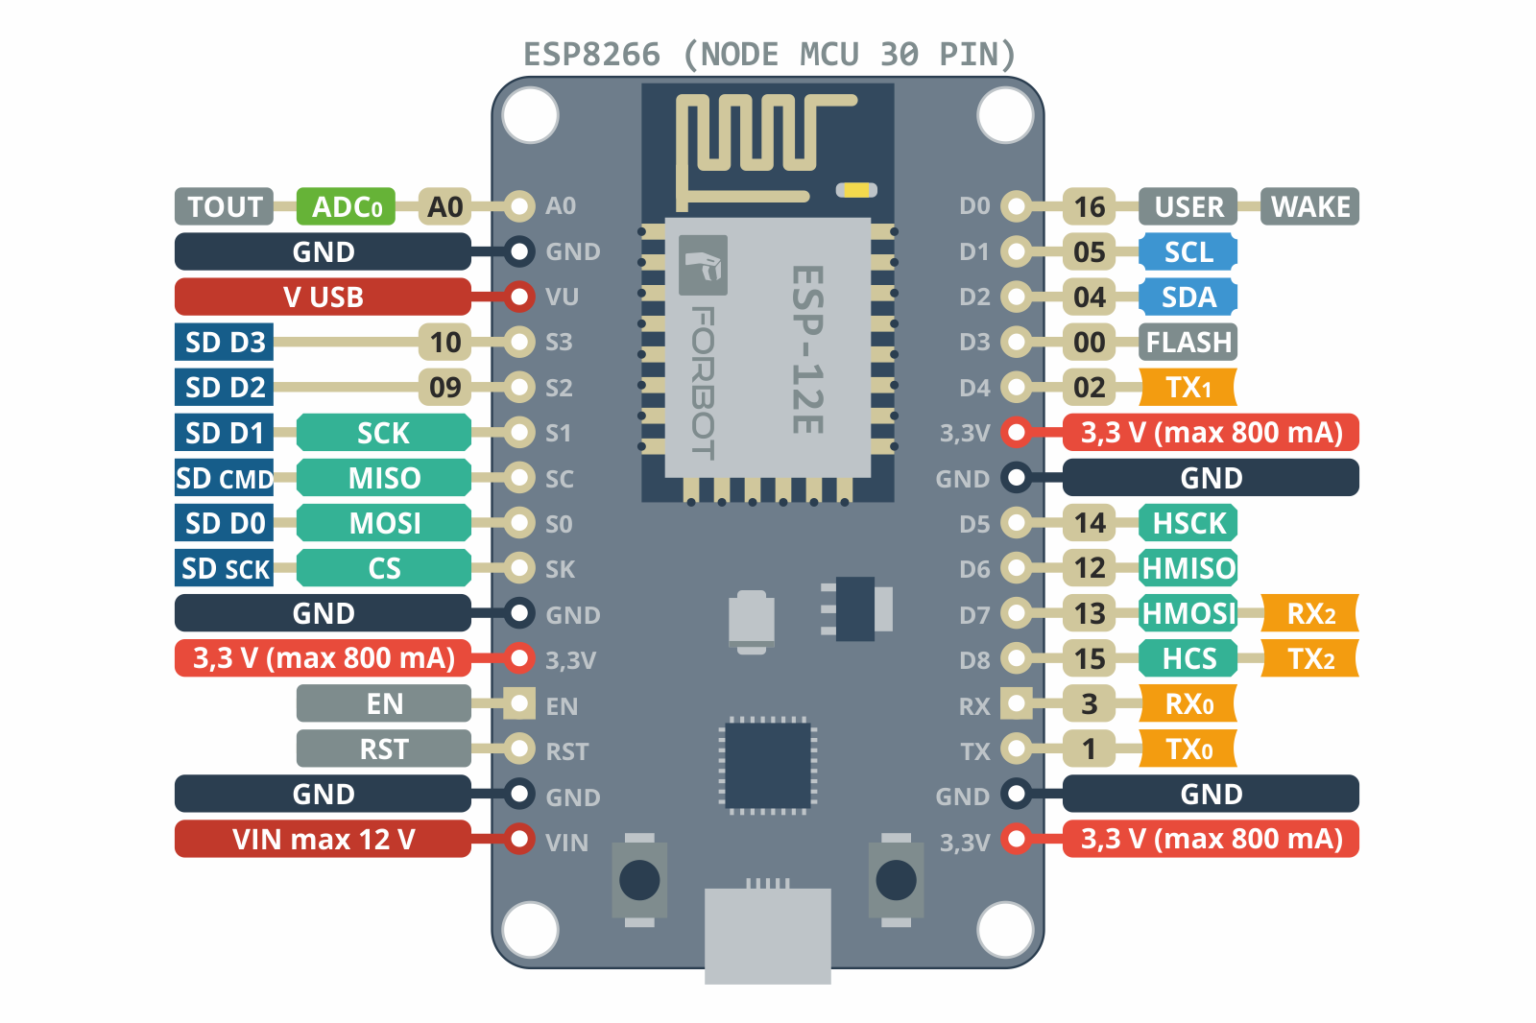 ESP8266 (NODE MCU 30 PIN)
TOUT ADC0 A0 A0 D0 16 USER WAKE
GND GND D1 05 SCL
V USB VU D2 04 SDA
SD D3 10 S3 D3 00 FLASH
SD D2 09 S2 D4 02 TX1
SD D1 SCK S1 3,3V 3,3 V (max 800 mA)
SD CMD MISO SC GND GND
SD D0 MOSI S0 D5 14 HSCK
SD SCK CS SK D6 12 HMISO
GND GND D7 13 HMOSI RX2
3,3 V (max 800 mA) 3,3V D8 15 HCS TX2
EN EN RX 3 RX0
RST RST TX 1 TX0
GND GND GND GND
VIN max 12 V VIN 3,3V 3,3 V (max 800 mA)
FORBOT
ESP-12E